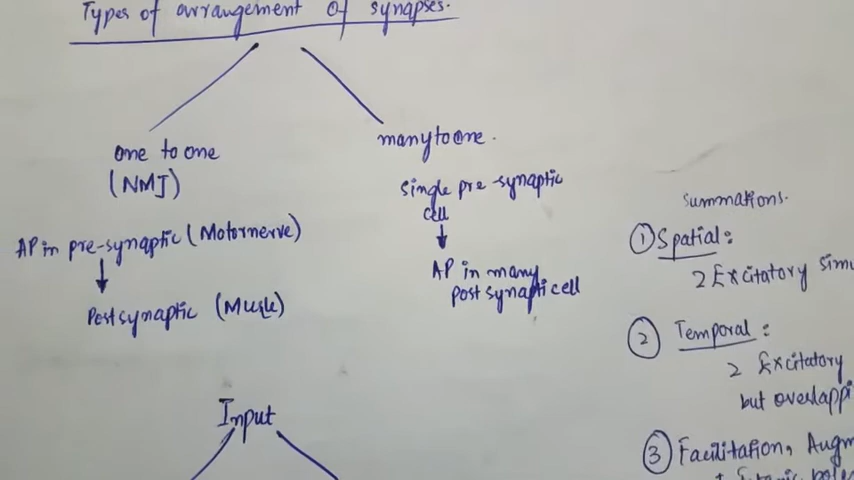 Types of arrangement of synapses.
one to one
(NMJ)
AP in pre-synaptic (Motornerve)
Postsynaptic (Muscle)
many to one.
Single pre-synaptic
cell
AP in many
post synaptic cell
Input
Summations.
① Spatial:
2 Excitatory
② Temporal:
2 Excitatory
but
③ Facilitation,